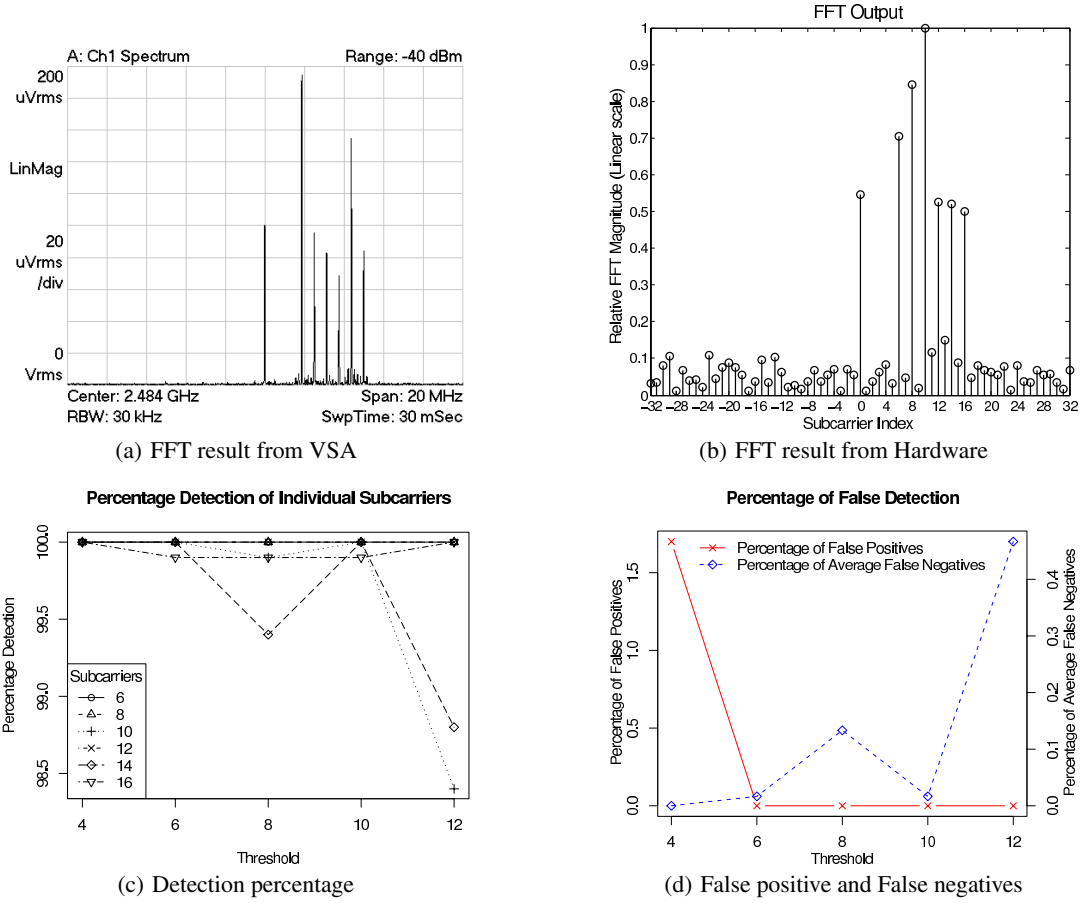 A: Ch1 Spectrum
Range: -40 dBm
200
uVrms
LinMag
20
uVrms
/div
0
Vrms
Center: 2.484 GHz
Span: 20 MHz
RBW: 30 kHz
SwpTime: 30 mSec
(a) FFT result from VSA
FFT Output
Relative FFT Magnitude (Linear scale)
1
0.9
0.8
0.7
0.6
0.5
0.4
0.3
0.2
0.1
0
−32 −28 −24 −20 −16 −12 −8 −4 0 4 8 12 16 20 24 28 32
Subcarrier Index
(b) FFT result from Hardware
Percentage Detection of Individual Subcarriers
Percentage Detection
100.0
99.5
99.0
98.5
Subcarriers
6
8
10
12
14
16
4 6 8 10 12
Threshold
(c) Detection percentage
Percentage of False Detection
Percentage of False Positives
Percentage of Average False Negatives
Percentage of False Positives
1.5
1.0
0.5
0.0
Percentage of Average False Negatives
0.4
0.3
0.2
0.1
0.0
4 6 8 10 12
Threshold
(d) False positive and False negatives